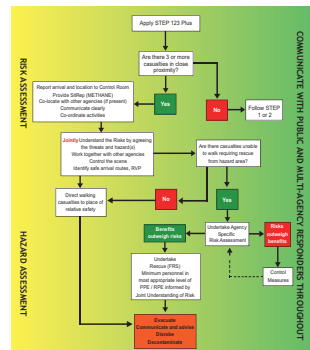 Apply STEP 123 Plus
Are there 3 or more
casualties in close
proximity?
Yes
No
Follow STEP
1 or 2
Report arrival and location to Control Room
Provide SitRep (METHANE)
Co-locate with other agencies (if present)
Communicate clearly
Co-ordinate activities
Jointly Understand the Risks by agreeing
the threats and hazard(s)
Work together with other agencies
Control the scene
Identify safe arrival routes, RVP
Are there casualties unable
to walk requiring rescue
from hazard area?
No
Yes
Direct walking
casualties to place of
relative safety
Benefits
outweigh risks
Undertake Agency
Specific
Risk Assessment
Risks
outweigh
benefits
Control
Measures
Undertake
Rescue (FRS)
Minimum personnel in
most appropriate level of
PPE / RPE informed by
Joint Understanding of Risk
Evacuate
Communicate and advise
Disrobe
Decontaminate
RISK ASSESSMENT
HAZARD ASSESSMENT
COMMUNICATE WITH PUBLIC AND MULTI-AGENCY RESPONDERS THROUGHOUT